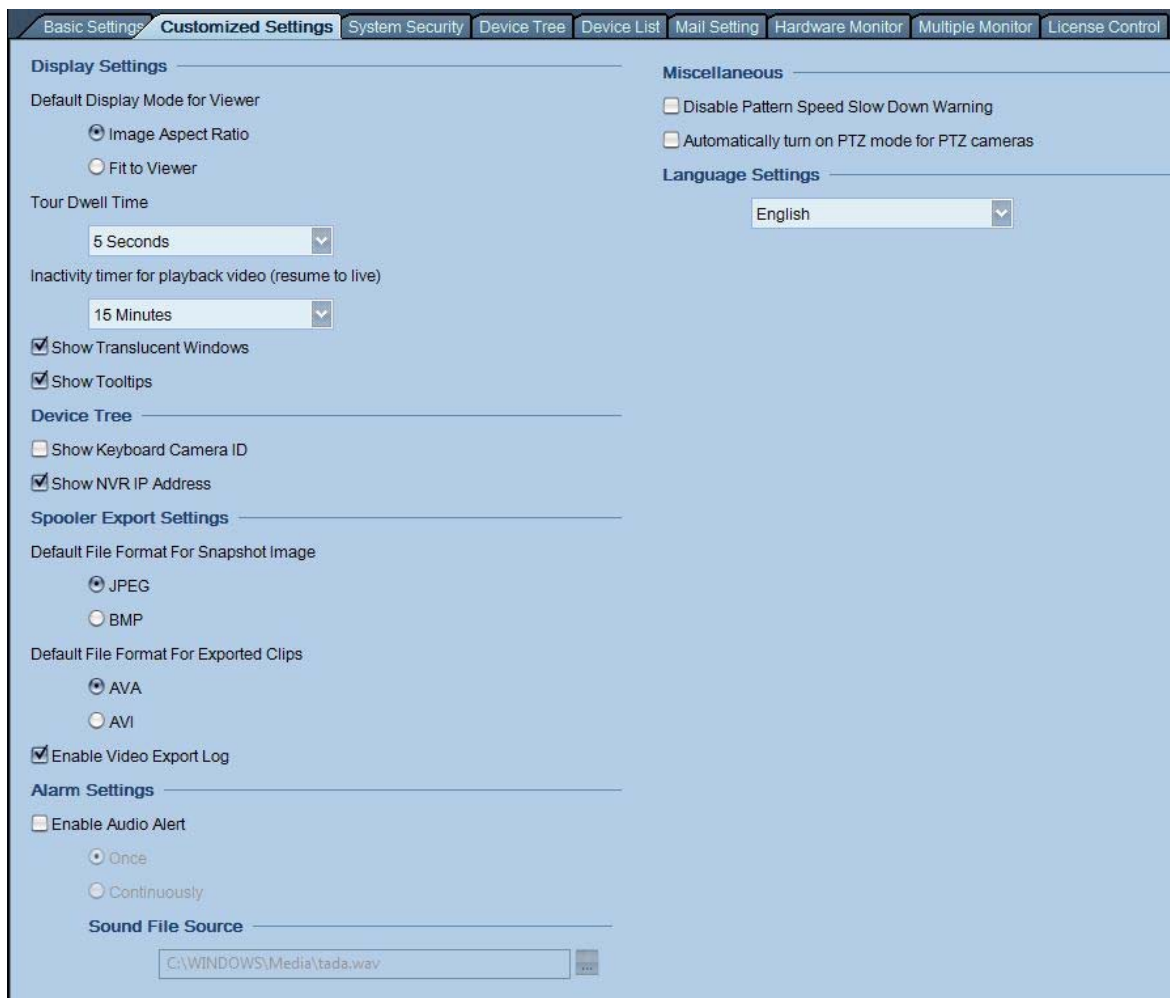 Basic Settings Customized Settings System Security Device Tree Device List Mail Setting Hardware Monitor Multiple Monitor License Control
Display Settings
Default Display Mode for Viewer
Image Aspect Ratio
Fit to Viewer
Tour Dwell Time
5 Seconds
Inactivity timer for playback video (resume to live)
15 Minutes
Show Translucent Windows
Show Tooltips
Device Tree
Show Keyboard Camera ID
Show NVR IP Address
Spooler Export Settings
Default File Format For Snapshot Image
JPEG
BMP
Default File Format For Exported Clips
AVA
AVI
Enable Video Export Log
Alarm Settings
Enable Audio Alert
Once
Continuously
Sound File Source
C:\WINDOWS\Media\tada.wav
...
Miscellaneous
Disable Pattern Speed Slow Down Warning
Automatically turn on PTZ mode for PTZ cameras
Language Settings
English